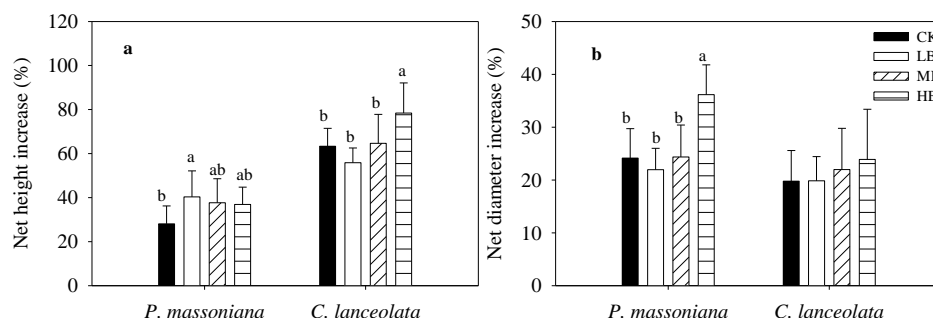 120
100
80
60
40
20
0
Net height increase (%)
a
b
a
ab
ab
b
b
b
a
P. massoniana
C. lanceolata
50
40
30
20
10
0
Net diameter increase (%)
b
b
b
b
a
CK
P. massoniana
C. lanceolata